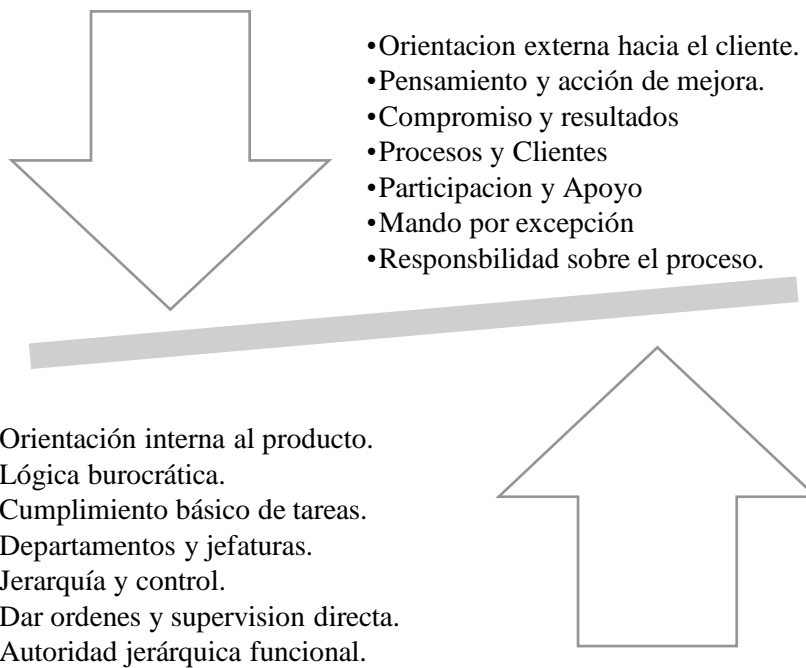 •Orientacion externa hacia el cliente.
•Pensamiento y acción de mejora.
•Compromiso y resultados
•Procesos y Clientes
•Participacion y Apoyo
•Mando por excepción
•Responsbilidad sobre el proceso.
Orientación interna al producto.
Lógica burocrática.
Cumplimiento básico de tareas.
Departamentos y jefaturas.
Jerarquía y control.
Dar ordenes y supervision directa.
Autoridad jerárquica funcional.